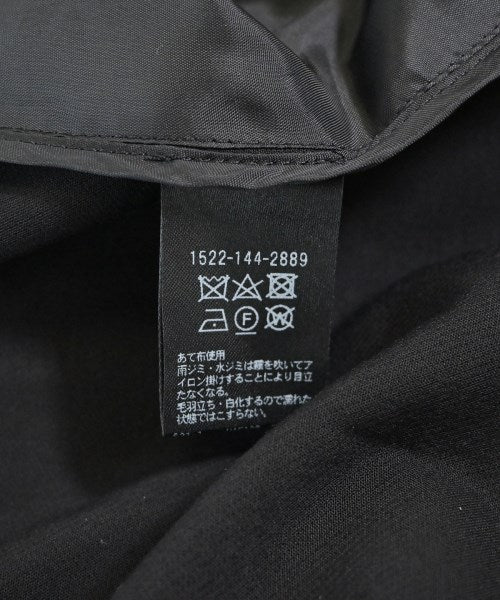 1522-144-2889
F W
あて布使用
雨ジミ・水ジミは霧を吹いてア
イロン掛けすることにより目立
たなくなる。
毛羽立ち・白化するので濡れた
状態ではこすらない。